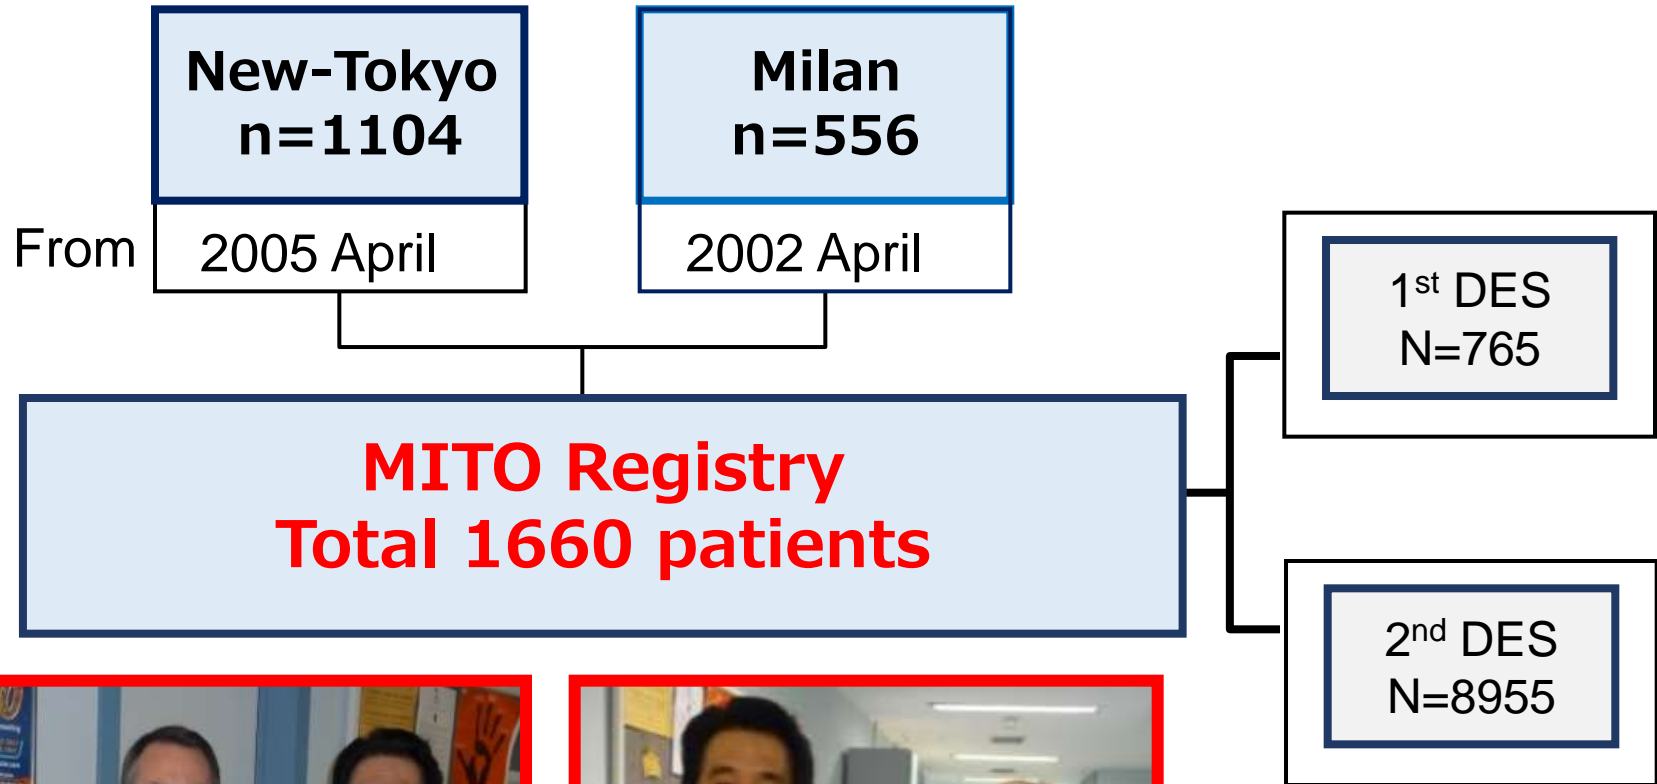 New-Tokyo
n=1104
Milan
n=556
From
2005 April
2002 April
1st DES
N=765
MITO Registry
Total 1660 patients
2nd DES
N=8955